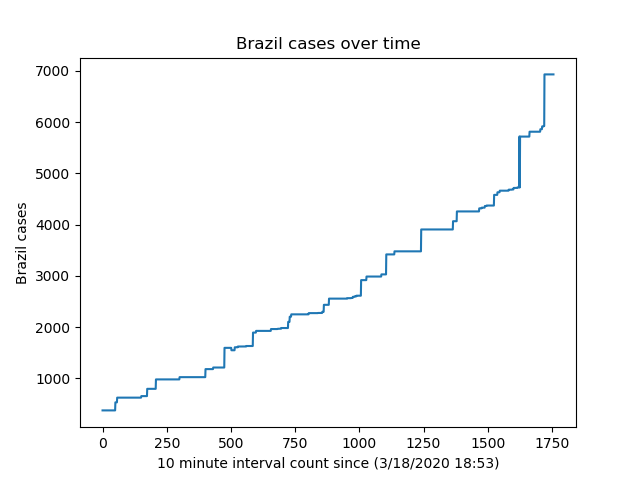 Brazil cases over time
7000
6000
5000
4000
3000
2000
1000
Brazil cases
0 250 500 750 1000 1250 1500 1750
10 minute interval count since (3/18/2020 18:53)